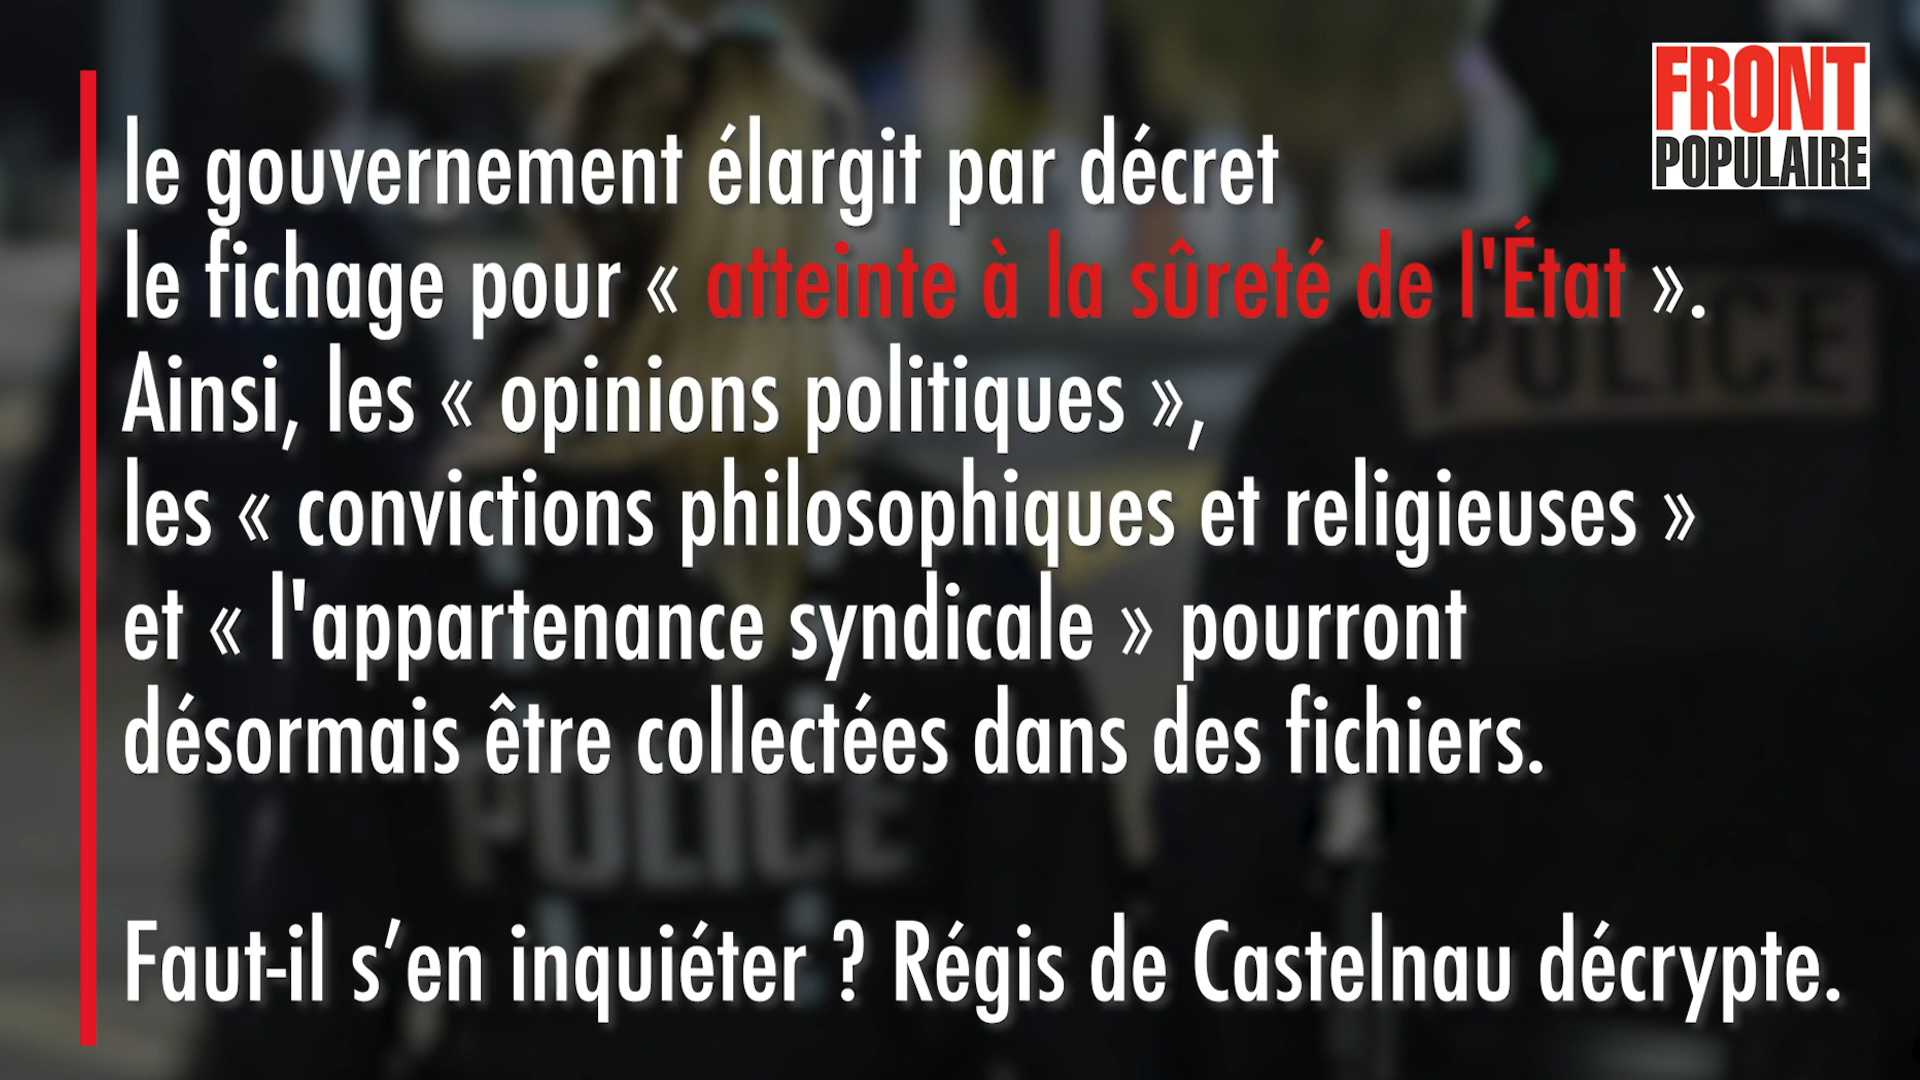 FRONT
POPULAIRE
le gouvernement élargit par décret
le fichage pour « atteinte à la sûreté de l'État ».
Ainsi, les « opinions politiques »,
les « convictions philosophiques et religieuses »
et « l'appartenance syndicale » pourront
désormais être collectées dans des fichiers.
Faut-il s’en inquiéter ? Régis de Castelnau décrypte.
POLICE
POLICE